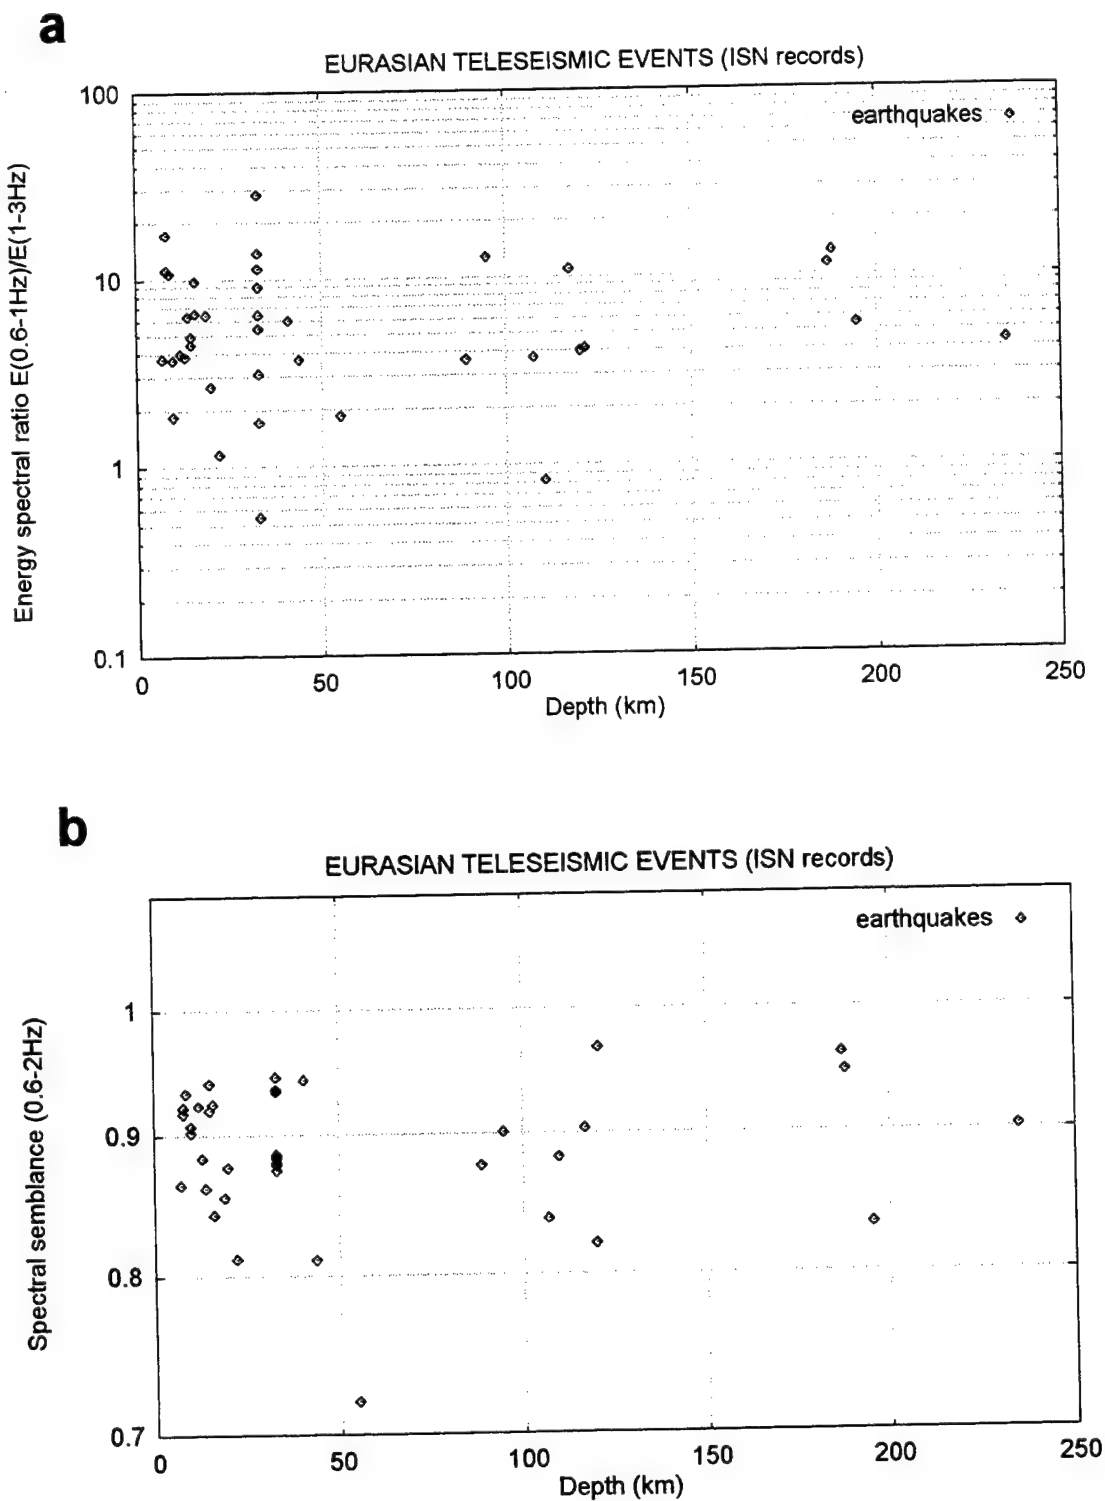 a
EURASIAN TELESEISMIC EVENTS (ISN records)
earthquakes
Energy spectral ratio E(0.6-1Hz)/E(1-3Hz)
100
10
1
0.1
0 50 100 150 200 250
Depth (km)
b
EURASIAN TELESEISMIC EVENTS (ISN records)
earthquakes
Spectral semblance (0.6-2Hz)
1
0.9
0.8
0.7
0 50 100 150 200 250
Depth (km)